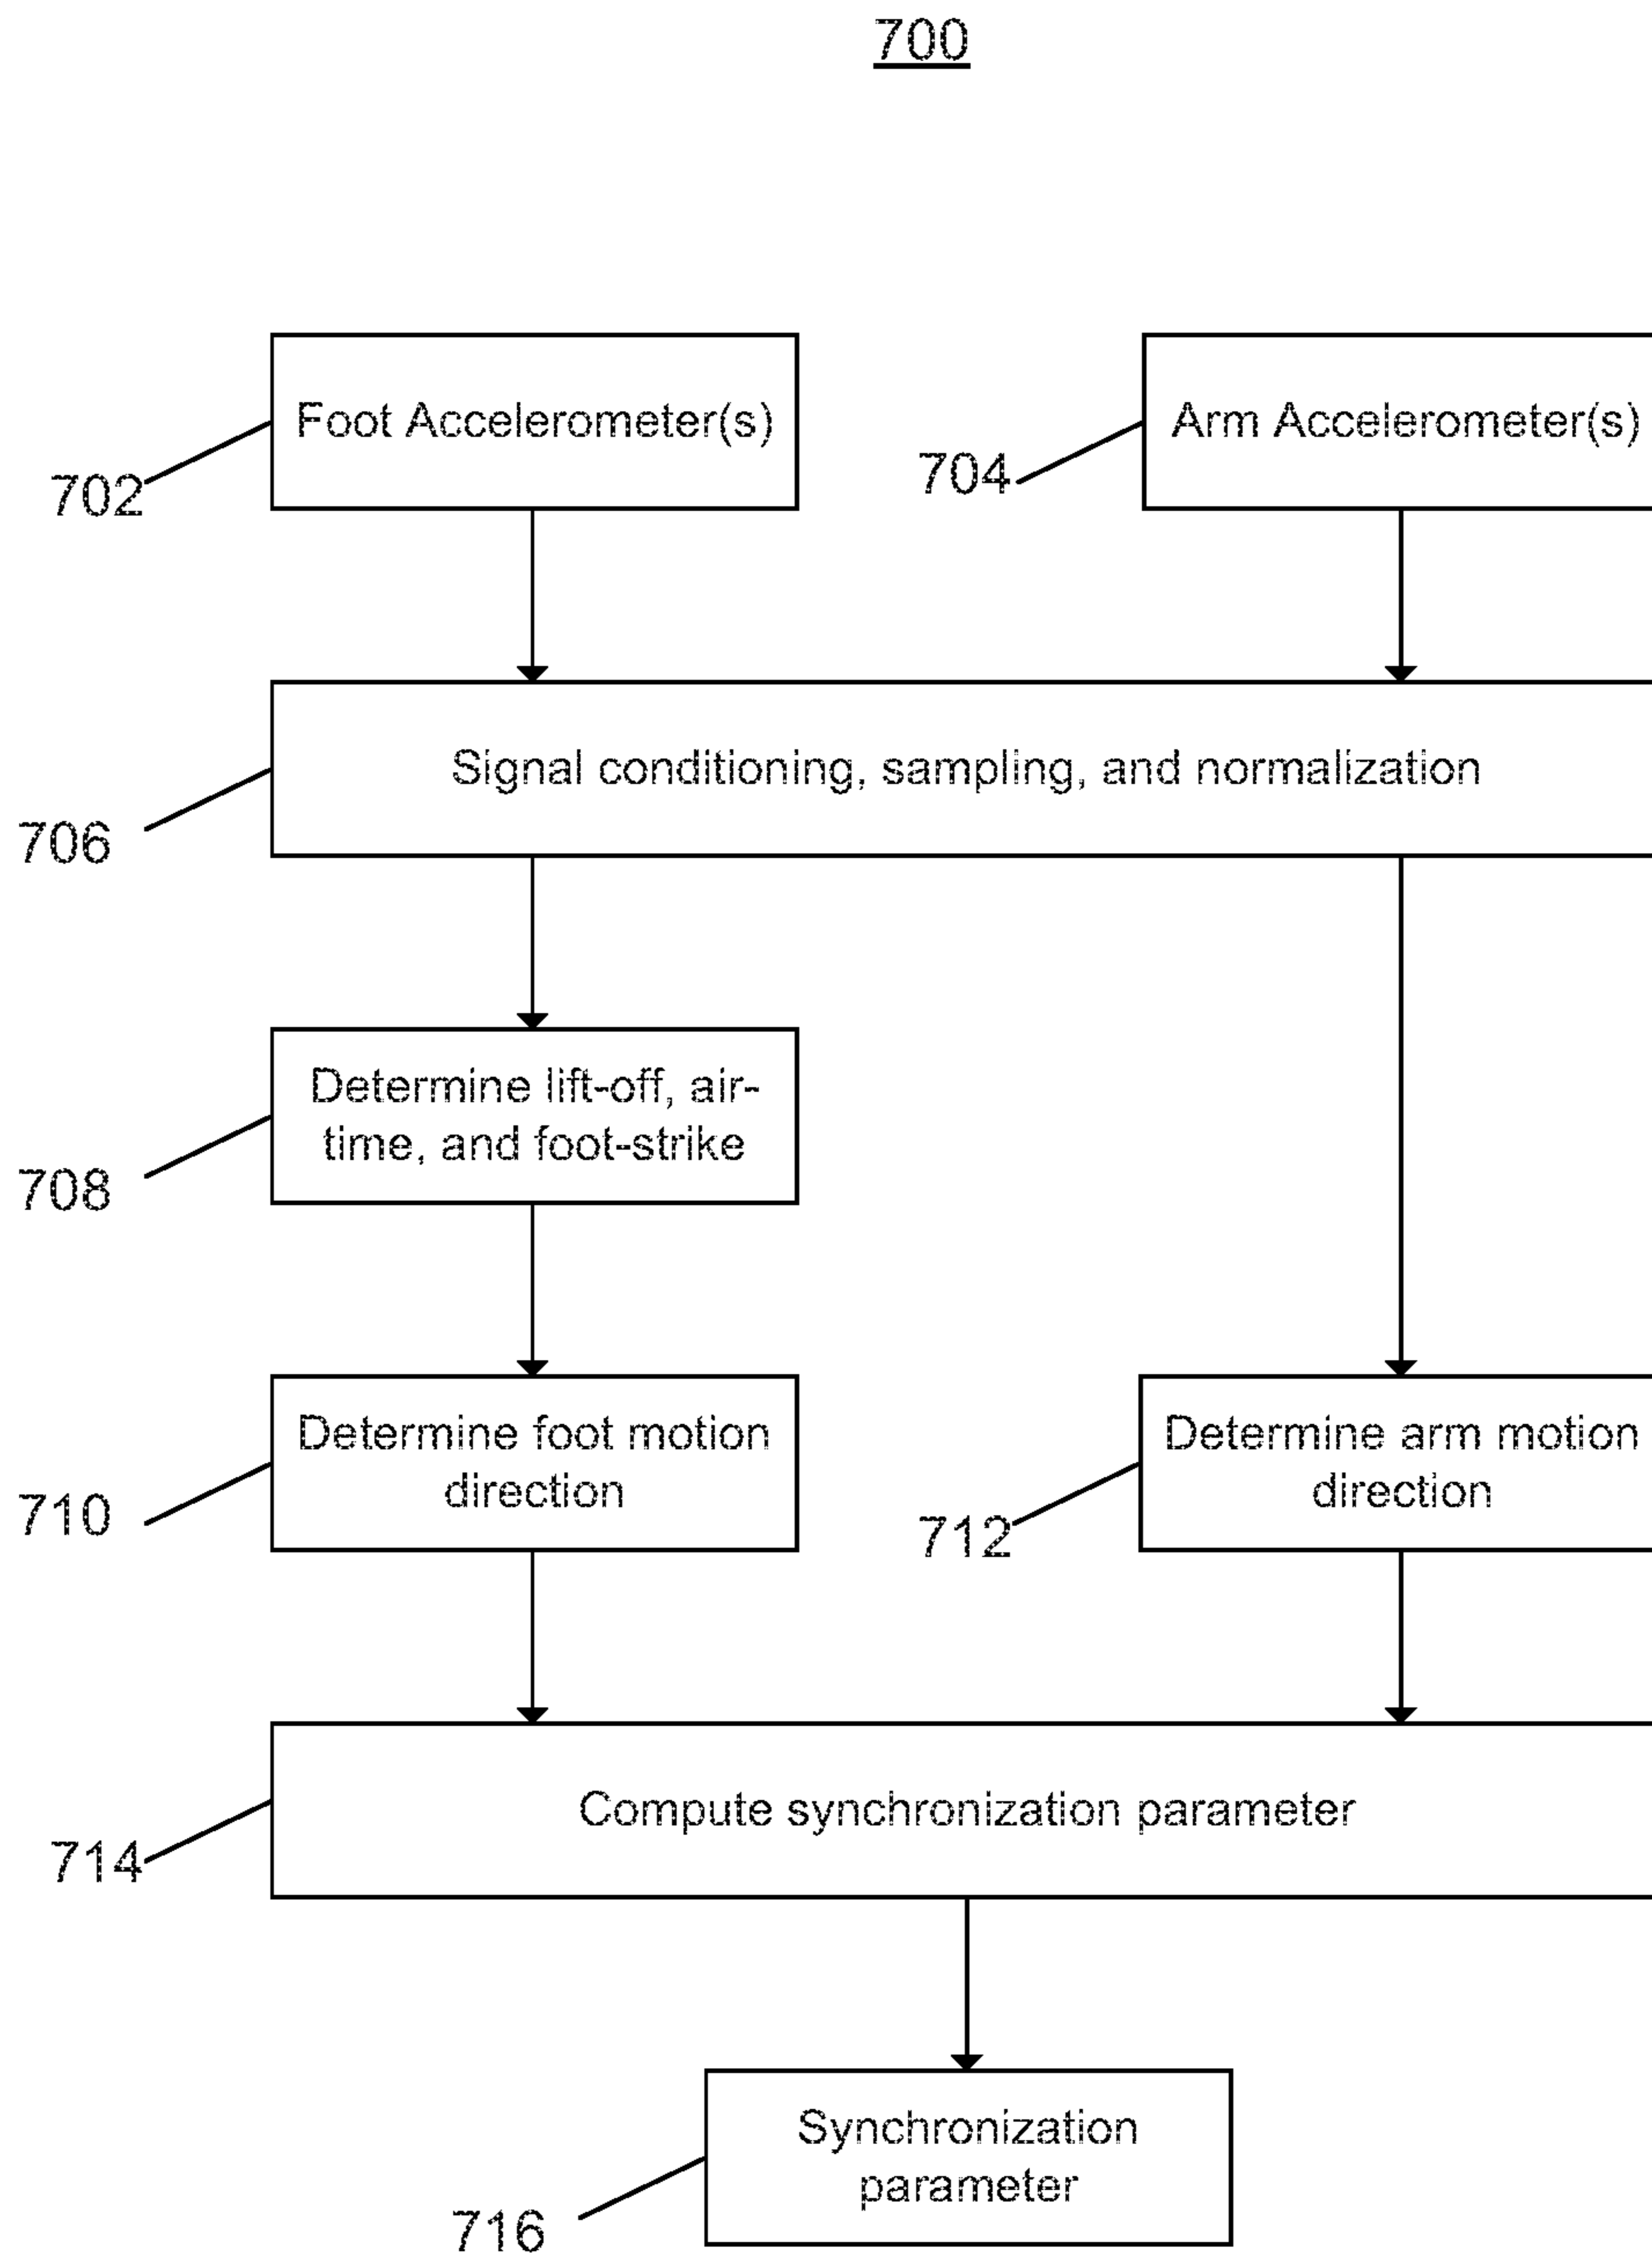 700
Foot Accelerometer(s)
Arm Accelerometer(s)
702
704
Signal conditioning, sampling, and normalization
706
Determine lift-off, air-
time, and foot-strike
708
Determine foot motion
direction
Determine arm motion
direction
710
712
Compute synchronization parameter
714
Synchronization
parameter
716